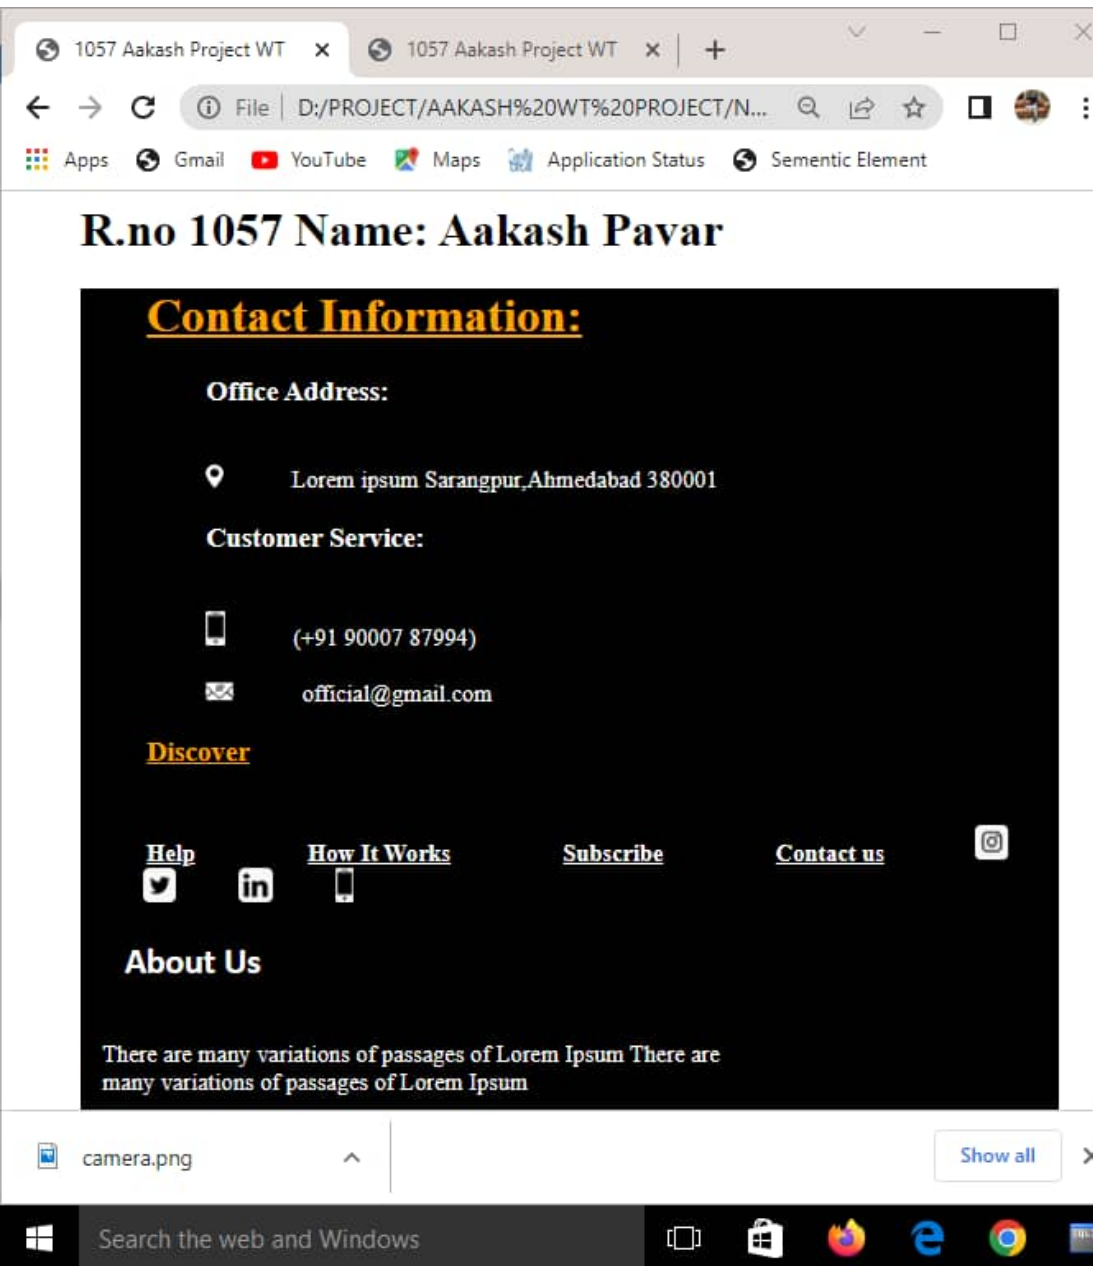 1057 Aakash Project WT 1057 Aakash Project WT
File D:/PROJECT/AAKASH%20WT%20PROJECT/N...
Apps Gmail YouTube Maps Application Status Sementic Element
R.no 1057 Name: Aakash Pavar
Contact Information:
Office Address:
Lorem ipsum Sarangpur,Ahmedabad 380001
Customer Service:
(+91 90007 87994)
official@gmail.com
Discover
Help How It Works Subscribe Contact us
in
About Us
There are many variations of passages of Lorem Ipsum There are
many variations of passages of Lorem Ipsum
camera.png Show all
Search the web and Windows